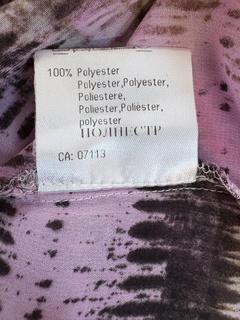 100% Polyester
Polyester,Polyester,
Poliestere,
Poliester,Poliester,
polyester
ПОЛИЕСТР
CA: 07113